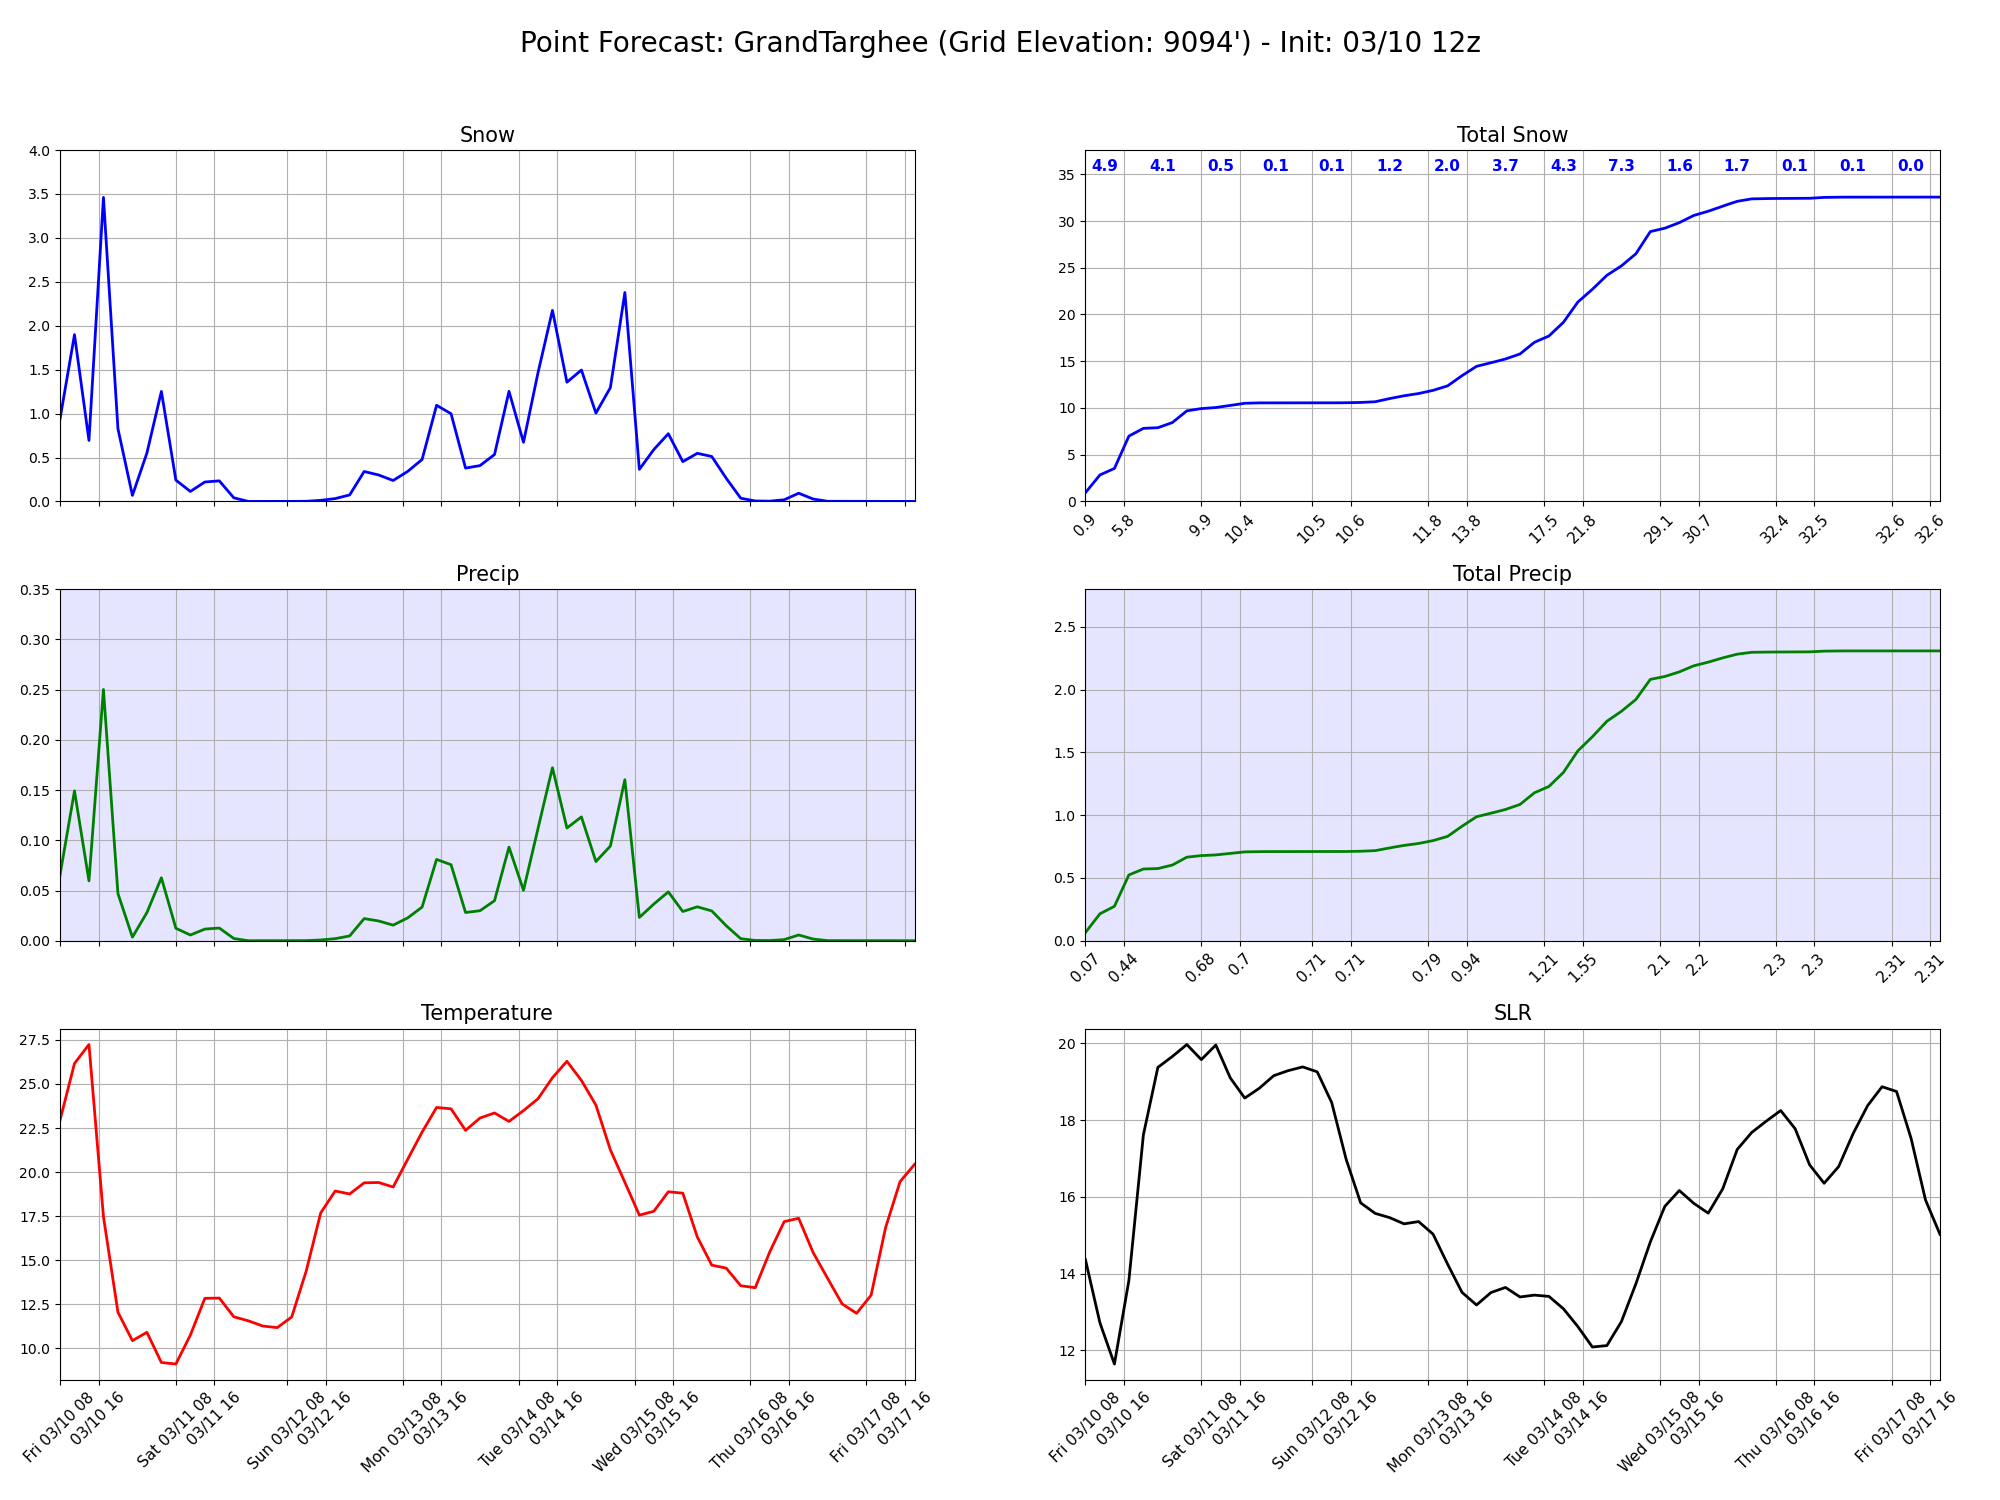 Point Forecast: GrandTarghee (Grid Elevation: 9094') - Init: 03/10 12z
Snow
4.0
3.5
3.0
2.5
2.0
1.5
1.0
0.5
0.0
Total Snow
4.9 4.1 0.5 0.1 0.1 1.2 2.0 3.7 4.3 7.3 1.6 1.7 0.1 0.1 0.0
35
30
25
20
15
10
5
0
0.9 5.8 9.9 10.4 10.5 10.6 11.8 13.8 17.5 21.8 29.1 30.7 32.4 32.5 32.6 32.6
Precip
0.35
0.30
0.25
0.20
0.15
0.10
0.05
0.00
Total Precip
2.5
2.0
1.5
1.0
0.5
0.0
0.07 0.44 0.68 0.7 0.71 0.71 0.79 0.94 1.21 1.55 2.1 2.2 2.3 2.3 2.31 2.31
Temperature
27.5
25.0
22.5
20.0
17.5
15.0
12.5
10.0
Fri 03/10 08
03/10 16
Sat 03/11 08
03/11 16
Sun 03/12 08
03/12 16
Mon 03/13 08
03/13 16
Tue 03/14 08
03/14 16
Wed 03/15 08
03/15 16
Thu 03/16 08
03/16 16
Fri 03/17 08
03/17 16
SLR
20
18
16
14
12
Fri 03/10 08
03/10 16
Sat 03/11 08
03/11 16
Sun 03/12 08
03/12 16
Mon 03/13 08
03/13 16
Tue 03/14 08
03/14 16
Wed 03/15 08
03/15 16
Thu 03/16 08
03/16 16
Fri 03/17 08
03/17 16